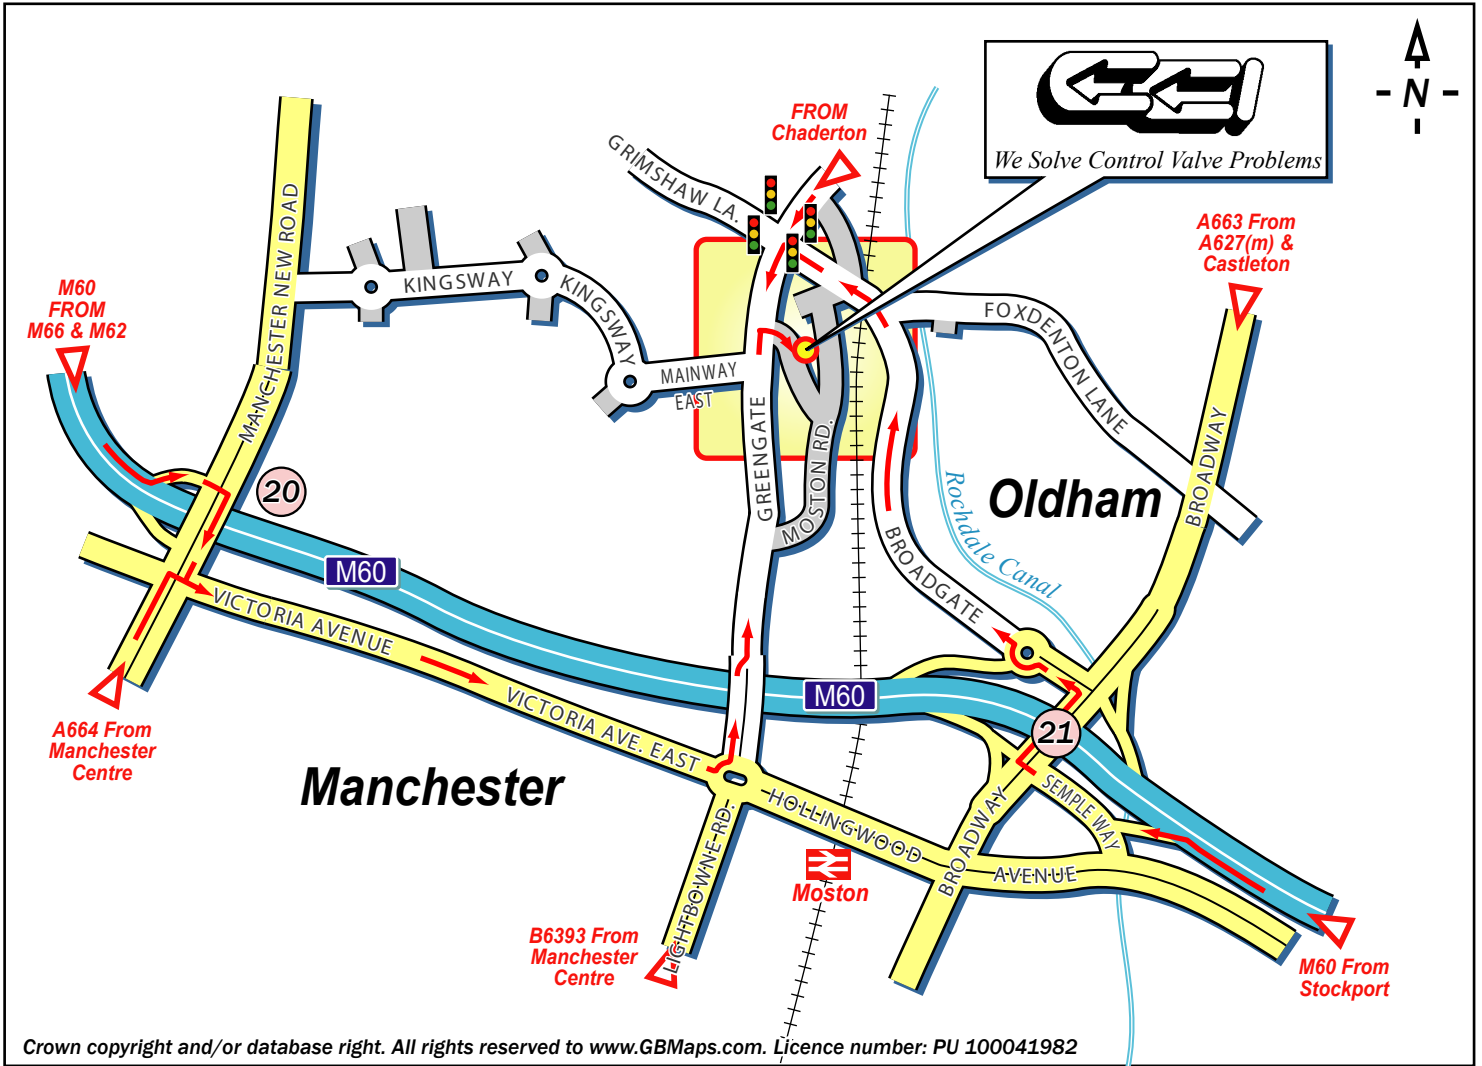 N
We Solve Control Valve Problems
FROM
Chaderton
GRIMSHAW LA.
A663 From
A627(m) &
Castleton
M60
FROM
M66 & M62
MANCHESTER NEW ROAD
KINGSWAY
KINGSWAY
MAINWAY
EAST
FOXDENTON LANE
BROADWAY
GREENGATE
MOSTON RD.
20
Oldham
Rochdale Canal
BROADGATE
M60
VICTORIA AVENUE
VICTORIA AVE. EAST
M60
21
A664 From
Manchester
Centre
Manchester
SEMPLE WAY
HOLLINGWOOD
AVENUE
BROADWAY
LIGHTBOWNE RD.
Moston
B6393 From
Manchester
Centre
M60 From
Stockport
Crown copyright and/or database right. All rights reserved to www.GBMaps.com. Licence number: PU 100041982